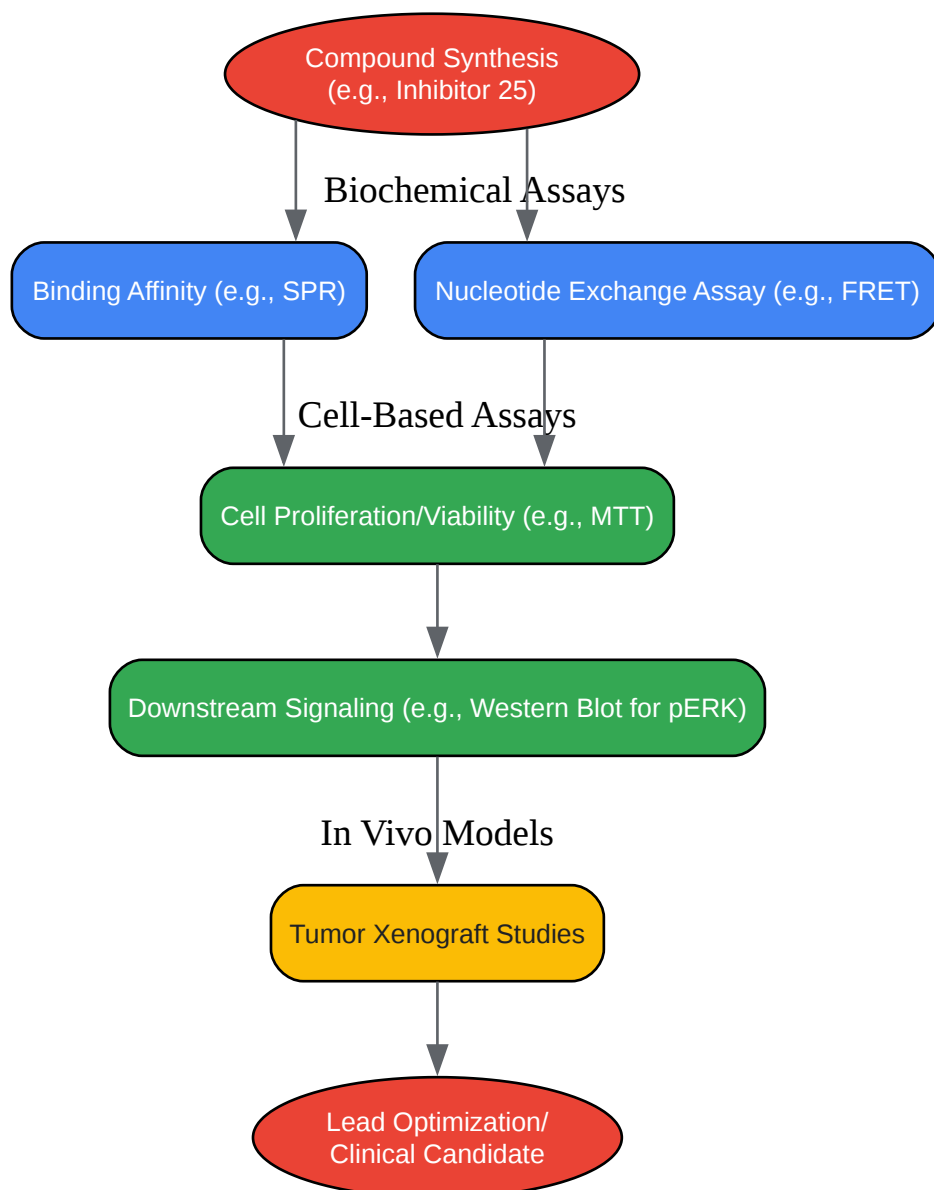 Compound Synthesis
(e.g., Inhibitor 25)
Biochemical Assays
Binding Affinity (e.g., SPR)
Nucleotide Exchange Assay (e.g., FRET)
Cell-Based Assays
Cell Proliferation/Viability (e.g., MTT)
Downstream Signaling (e.g., Western Blot for pERK)
In Vivo Models
Tumor Xenograft Studies
Lead Optimization/
Clinical Candidate